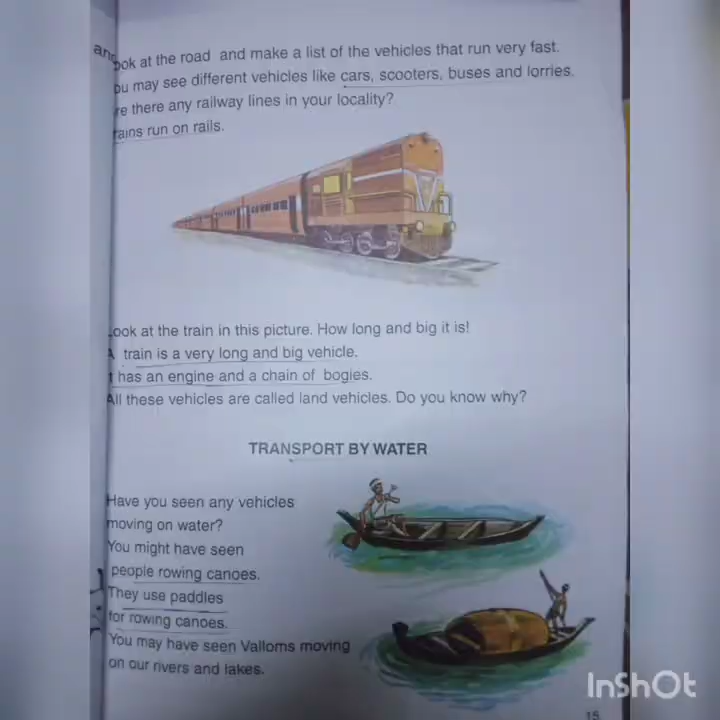 and
ook at the road and make a list of the vehicles that run very fast.
ou may see different vehicles like cars, scooters, buses and lorries.
re there any railway lines in your locality?
rains run on rails.
Look at the train in this picture. How long and big it is!
A train is a very long and big vehicle.
t has an engine and a chain of bogies.
All these vehicles are called land vehicles. Do you know why?
TRANSPORT BY WATER
Have you seen any vehicles
moving on water?
You might have seen
people rowing canoes.
They use paddles
for rowing canoes.
You may have seen Valloms moving
on our rivers and lakes.
15
InShOt